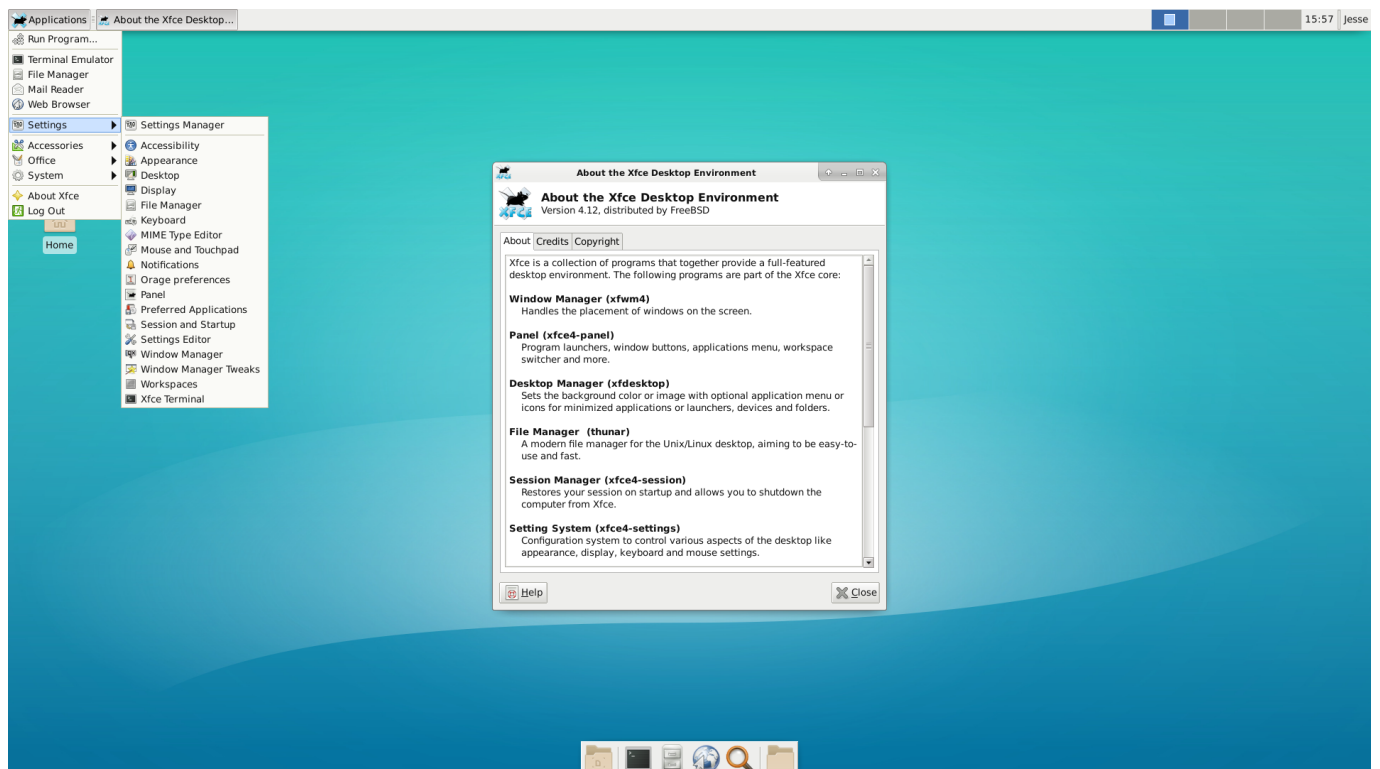 Applications
About the Xfce Desktop...
15:57
Jesse
Run Program...
Terminal Emulator
File Manager
Mail Reader
Web Browser
Settings
Accessories
Office
System
About Xfce
Log Out
Home
Settings Manager
Accessibility
Appearance
Desktop
Display
File Manager
Keyboard
MIME Type Editor
Mouse and Touchpad
Notifications
Orage preferences
Panel
Preferred Applications
Session and Startup
Settings Editor
Window Manager
Window Manager Tweaks
Workspaces
Xfce Terminal
About the Xfce Desktop Environment
XFCE
About the Xfce Desktop Environment
Version 4.12, distributed by FreeBSD
About Credits Copyright
Xfce is a collection of programs that together provide a full-featured
desktop environment. The following programs are part of the Xfce core:
Window Manager (xfwm4)
Handles the placement of windows on the screen.
Panel (xfce4-panel)
Program launchers, window buttons, applications menu, workspace
switcher and more.
Desktop Manager (xfdesktop)
Sets the background color or image with optional application menu or
icons for minimized applications or launchers, devices and folders.
File Manager (thunar)
A modern file manager for the Unix/Linux desktop, aiming to be easy-to-
use and fast.
Session Manager (xfce4-session)
Restores your session on startup and allows you to shutdown the
computer from Xfce.
Setting System (xfce4-settings)
Configuration system to control various aspects of the desktop like
appearance, display, keyboard and mouse settings.
Help
Close